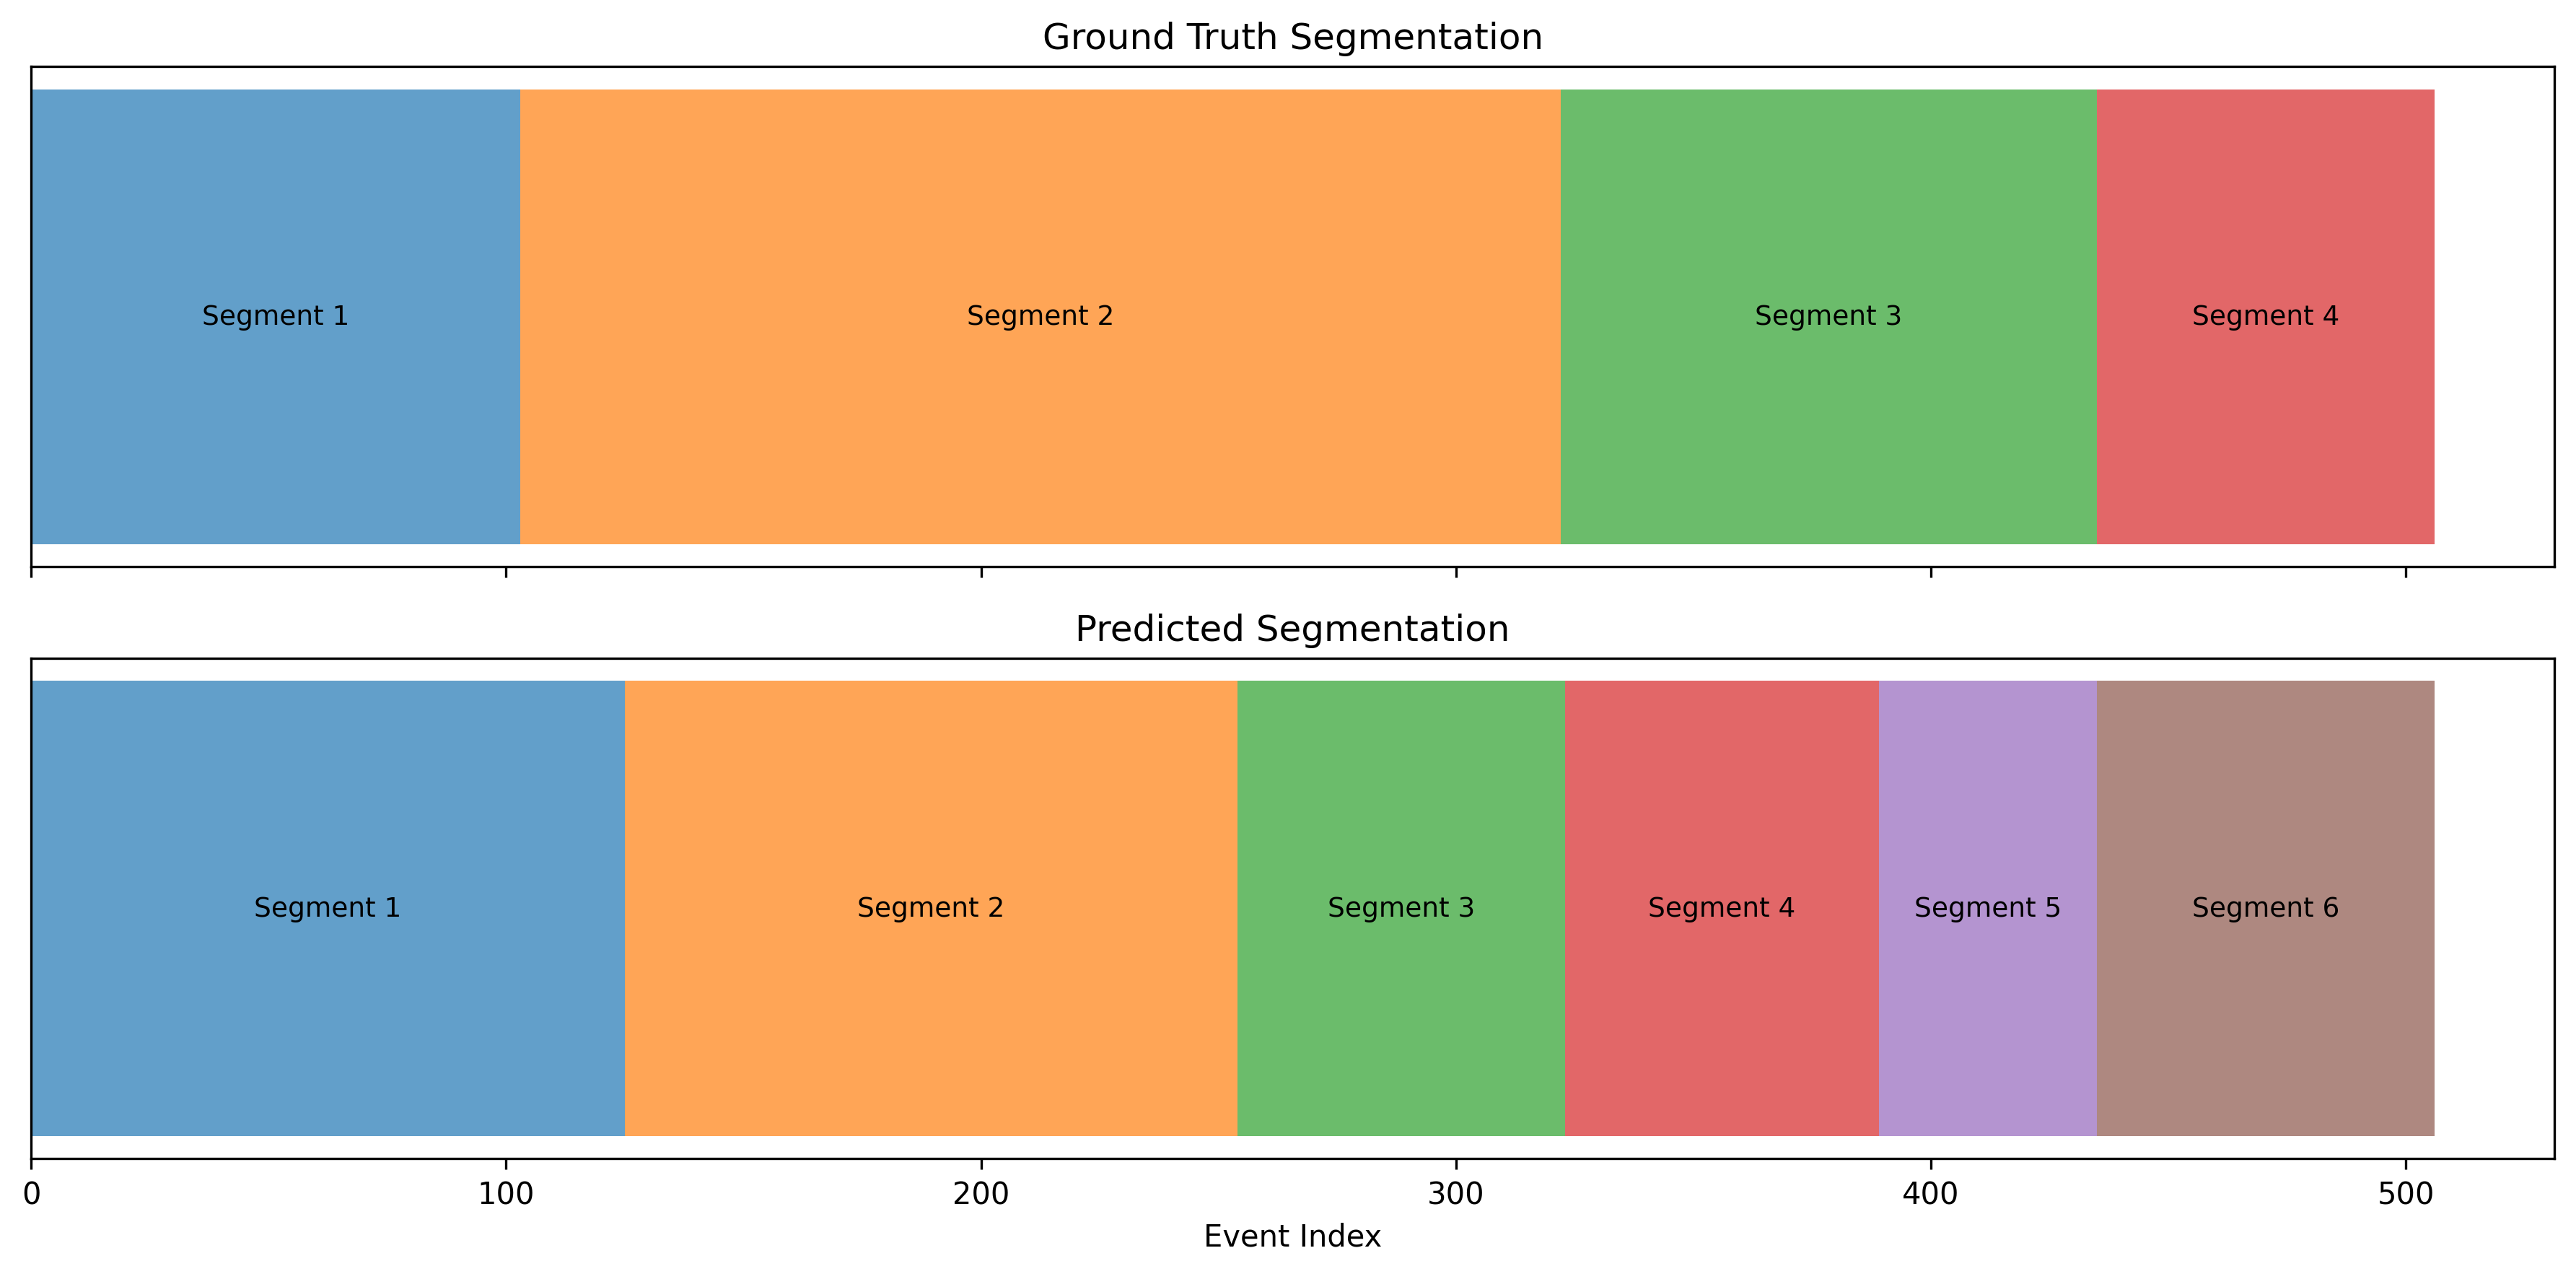 Ground Truth Segmentation
Segment 1 Segment 2 Segment 3 Segment 4
Predicted Segmentation
Segment 1 Segment 2 Segment 3 Segment 4 Segment 5 Segment 6
0 100 200 300 400 500
Event Index